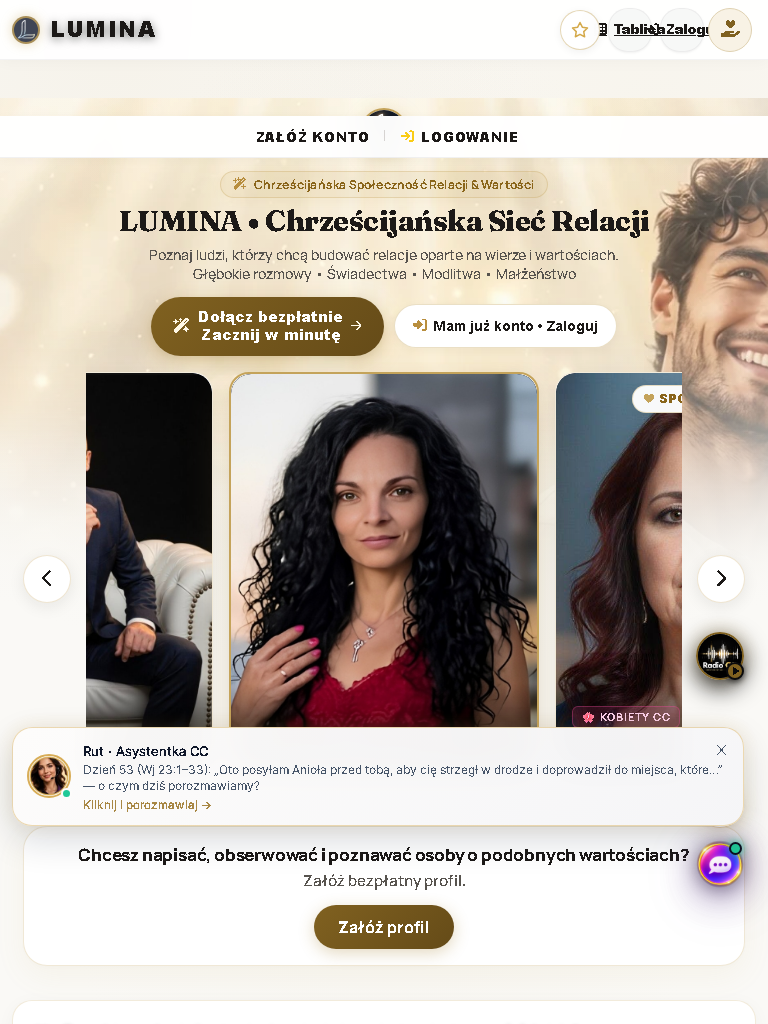 LUMINA
Tablica
Zaloguj
ZAŁÓŻ KONTO
LOGOWANIE
Chrześcijańska Społeczność Relacji & Wartości
LUMINA • Chrześcijańska Sieć Relacji
Poznaj ludzi, którzy chcą budować relacje oparte na wierze i wartościach.
Głębokie rozmowy • Świadectwa • Modlitwa • Małżeństwo
Dołącz bezpłatnie
Zacznij w minutę →
Mam już konto • Zaloguj
KOBIETY CC
Radio
Rut · Asystentka CC
Dzień 53 (Wj 23:1–33): „Oto posyłam Anioła przed tobą, aby cię strzegł w drodze i doprowadził do miejsca, które…”
— o czym dziś porozmawiamy?
Kliknij i porozmawiaj →
Chcesz napisać, obserwować i poznawać osoby o podobnych wartościach?
Załóż bezpłatny profil.
Załóż profil